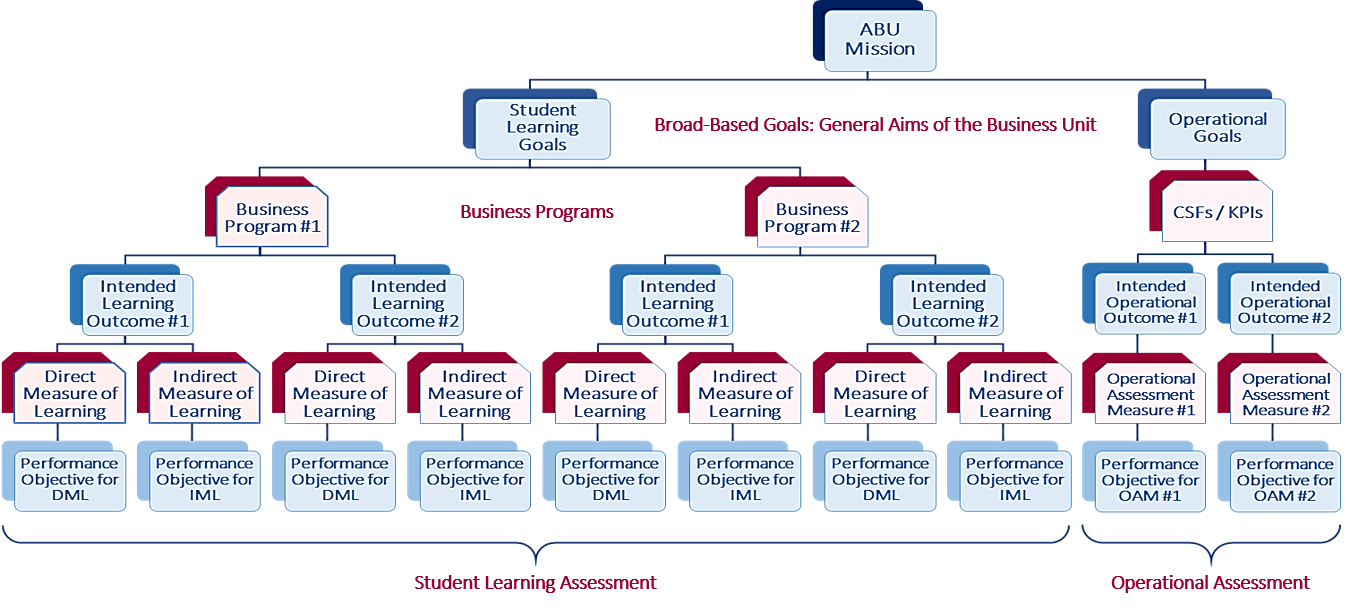 ABU
Mission
Student
Learning
Goals
Broad-Based Goals: General Aims of the Business Unit
Operational
Goals
Business
Program #1
Business Programs
Business
Program #2
CSFs / KPIs
Intended
Learning
Outcome #1
Intended
Learning
Outcome #2
Intended
Learning
Outcome #1
Intended
Learning
Outcome #2
Intended
Operational
Outcome #1
Intended
Operational
Outcome #2
Direct
Measure of
Learning
Indirect
Measure of
Learning
Direct
Measure of
Learning
Indirect
Measure of
Learning
Direct
Measure of
Learning
Indirect
Measure of
Learning
Direct
Measure of
Learning
Indirect
Measure of
Learning
Operational
Assessment
Measure #1
Operational
Assessment
Measure #2
Performance
Objective for
DML
Performance
Objective for
IML
Performance
Objective for
DML
Performance
Objective for
IML
Performance
Objective for
DML
Performance
Objective for
IML
Performance
Objective for
DML
Performance
Objective for
IML
Performance
Objective for
OAM #1
Performance
Objective for
OAM #2
Student Learning Assessment
Operational Assessment